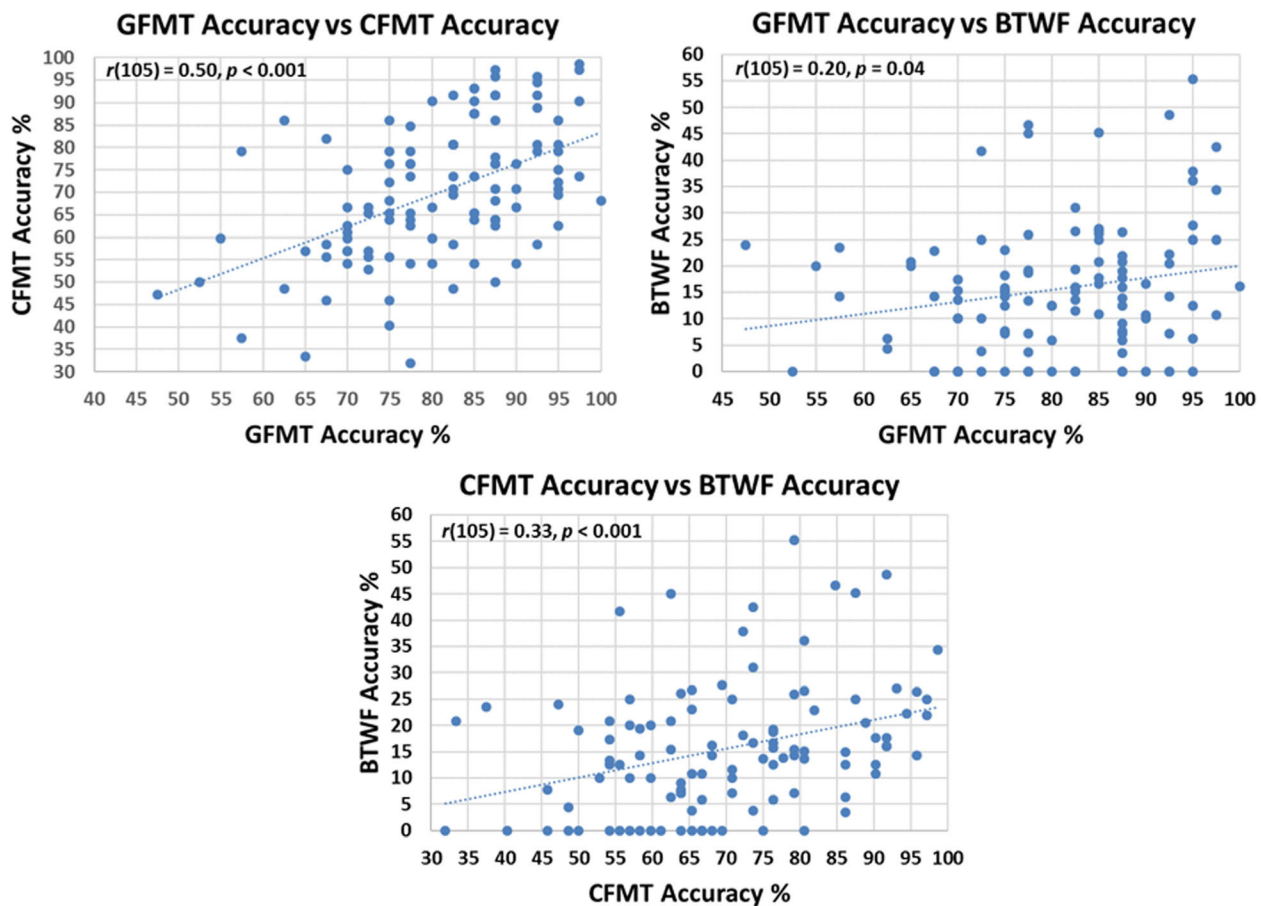 GFMT Accuracy vs CFMT Accuracy
r(105) = 0.50, p < 0.001
CFMT Accuracy %
100
95
90
85
80
75
70
65
60
55
50
45
40
35
30
40 45 50 55 60 65 70 75 80 85 90 95 100
GFMT Accuracy %
GFMT Accuracy vs BTWF Accuracy
r(105) = 0.20, p = 0.04
BTWF Accuracy %
60
55
50
45
40
35
30
25
20
15
10
5
0
45 50 55 60 65 70 75 80 85 90 95 100
GFMT Accuracy %
CFMT Accuracy vs BTWF Accuracy
r(105) = 0.33, p < 0.001
BTWF Accuracy %
60
55
50
45
40
35
30
25
20
15
10
5
0
30 35 40 45 50 55 60 65 70 75 80 85 90 95 100
CFMT Accuracy %